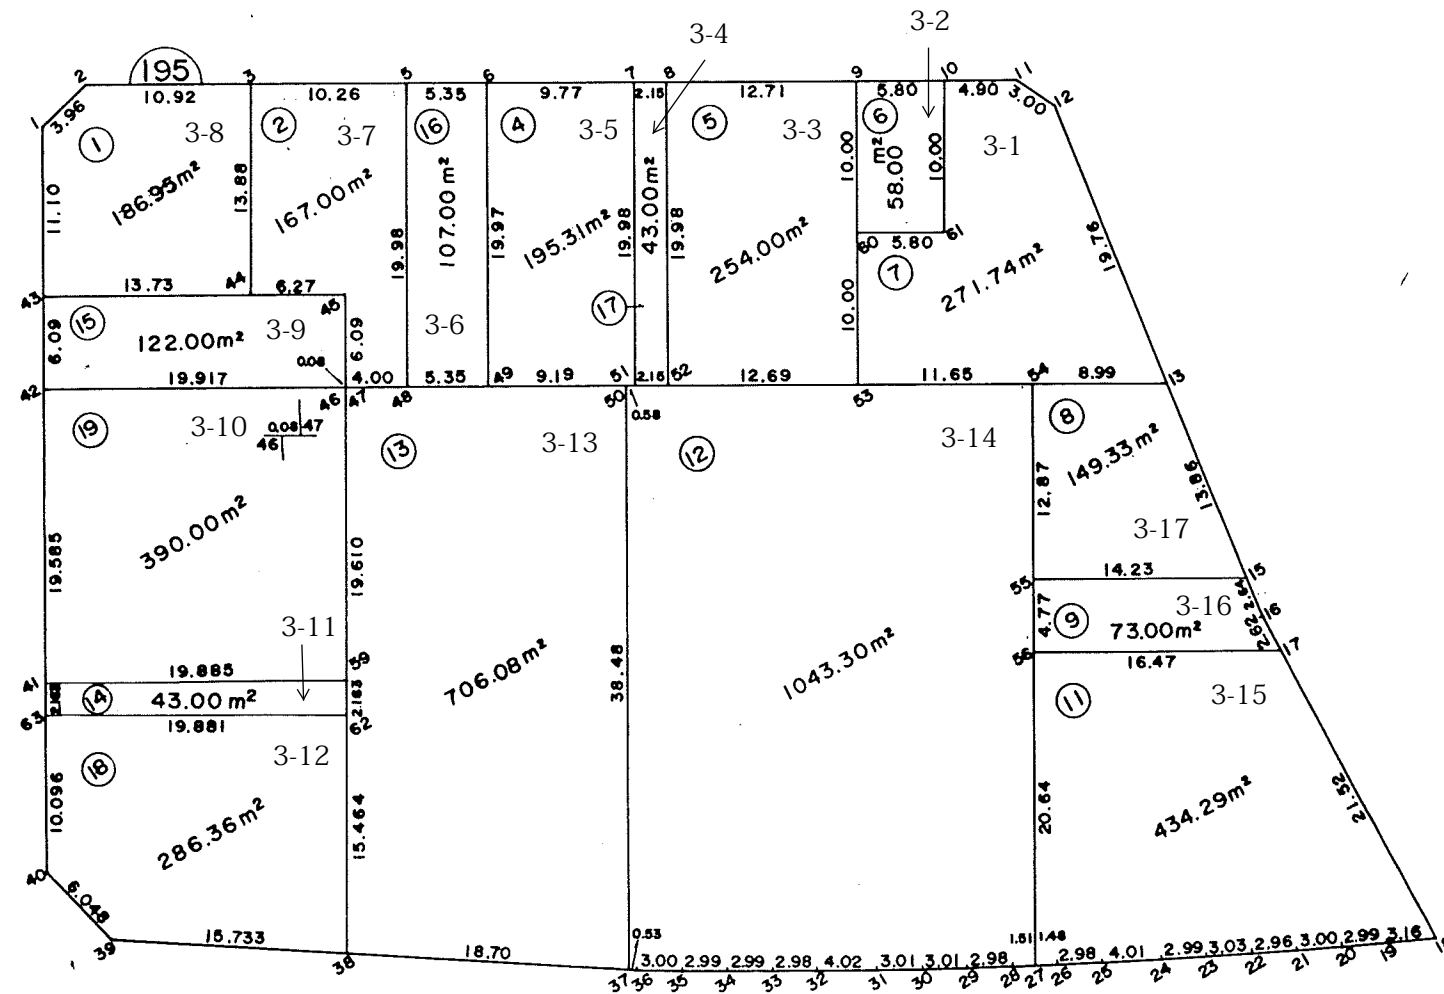 3-2
3-4
195
2 3 5 6 7 8 9 10 11
10.92 10.26 5.35 9.77 2.15 12.71 5.80 4.90 3.00 12
1 3.96
① 3-8 ② 3-7 ⑯ ④ 3-5 ⑤ 3-3 ⑥ 3-1
186.95m² 13.88 167.00m² 107.00m² 43.00m² 10.00 58.00 m² 10.00
11.10 19.98 19.97 195.31m² 19.98 19.98 254.00m² 60 5.80 61 19.76
13.73 44 6.27 ⑰ ⑦ 271.74m²
43 45 10.00
⑮ 122.00m² 3-9 3-6
6.09 0.08 6.09
19.917 4.00 5.35 49 9.19 51 2.15 52 12.69 11.65 54 8.99 13
42 46 47 48 50 0.58 53
⑲ 3-10 0.08 47 ⑬ 3-13 ⑫ 3-14 ⑧
46
390.00m² 149.33m²
12.87 13.86
19.585 19.610 3-17
55 14.23 15
3-16 2.64 16
3-11 4.77 ⑨ 73.00m² 2.62 17
59 706.08m² 38.48 1043.30m² 56 16.47
41 19.885
⑭ 43.00m² 2.163 ⑪ 3-15
63 19.881 62
⑱ 3-12
10.096 286.36m² 15.464 20.64 434.29m² 21.52
40 6.048
39 15.733 18.70 0.53 1.51 1.48
38 3.00 2.99 2.99 2.98 4.02 3.01 3.01 2.98 2.98 4.01 2.99 3.03 2.96 3.00 2.99 3.16
37 36 35 34 33 32 31 30 29 28 27 26 25 24 23 22 21 20 19